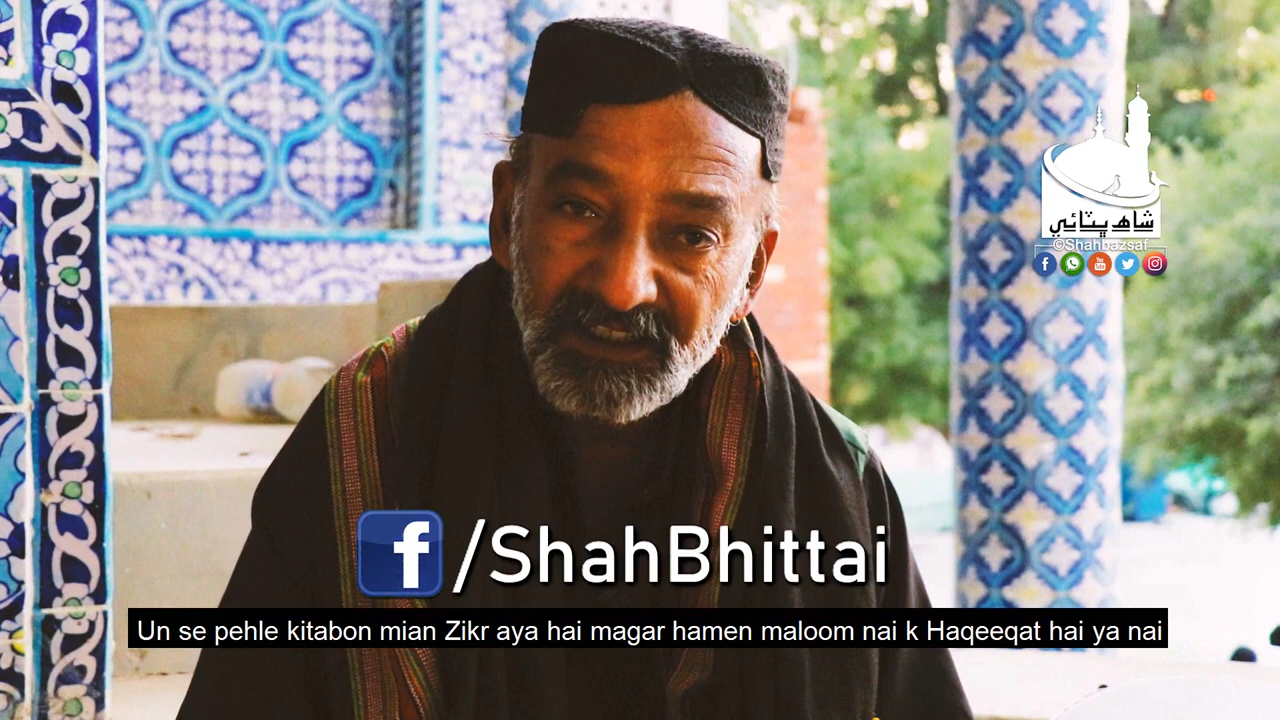 شاھ ڀٽائي
©Shahbazsaf
f/ShahBhittai
Un se pehle kitabon mian Zikr aya hai magar hamen maloom nai k Haqeeqat hai ya nai